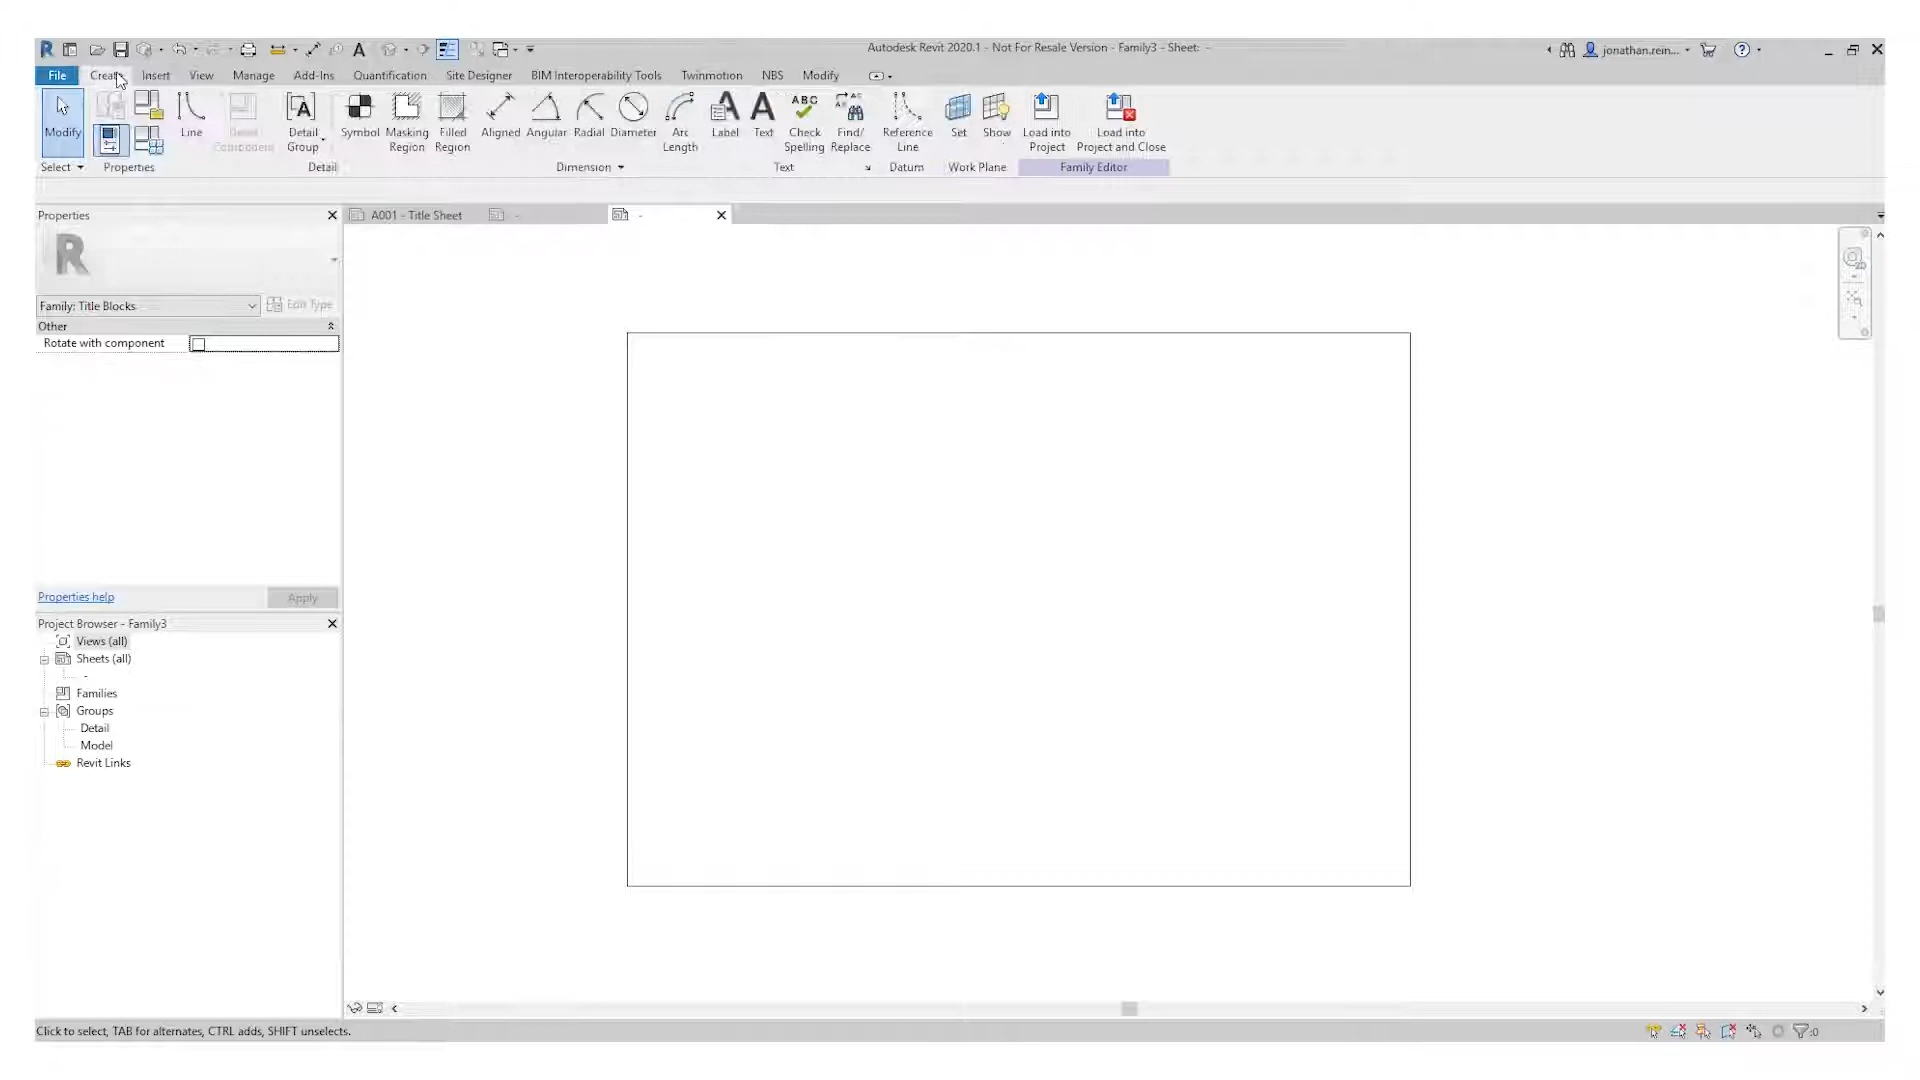 Autodesk Revit 2020.1 - Not For Resale Version - Family3 - Sheet: -
jonathan.rein...
File Create Insert View Manage Add-Ins Quantification Site Designer BIM Interoperability Tools Twinmotion NBS Modify
Modify
Line
Detail Component
Detail Group
Symbol
Masking Region
Filled Region
Aligned
Angular
Radial
Diameter
Arc Length
Label
Text
Check Spelling
Find/ Replace
Reference Line
Set
Show
Load into Project
Load into Project and Close
Select Properties Detail Dimension Text Datum Work Plane Family Editor
Properties
A001 - Title Sheet
-
-
R
Family: Title Blocks
Edit Type
Other
Rotate with component
Properties help
Apply
Project Browser - Family3
Views (all)
Sheets (all)
-
Families
Groups
Detail
Model
Revit Links
Click to select, TAB for alternates, CTRL adds, SHIFT unselects.
:0